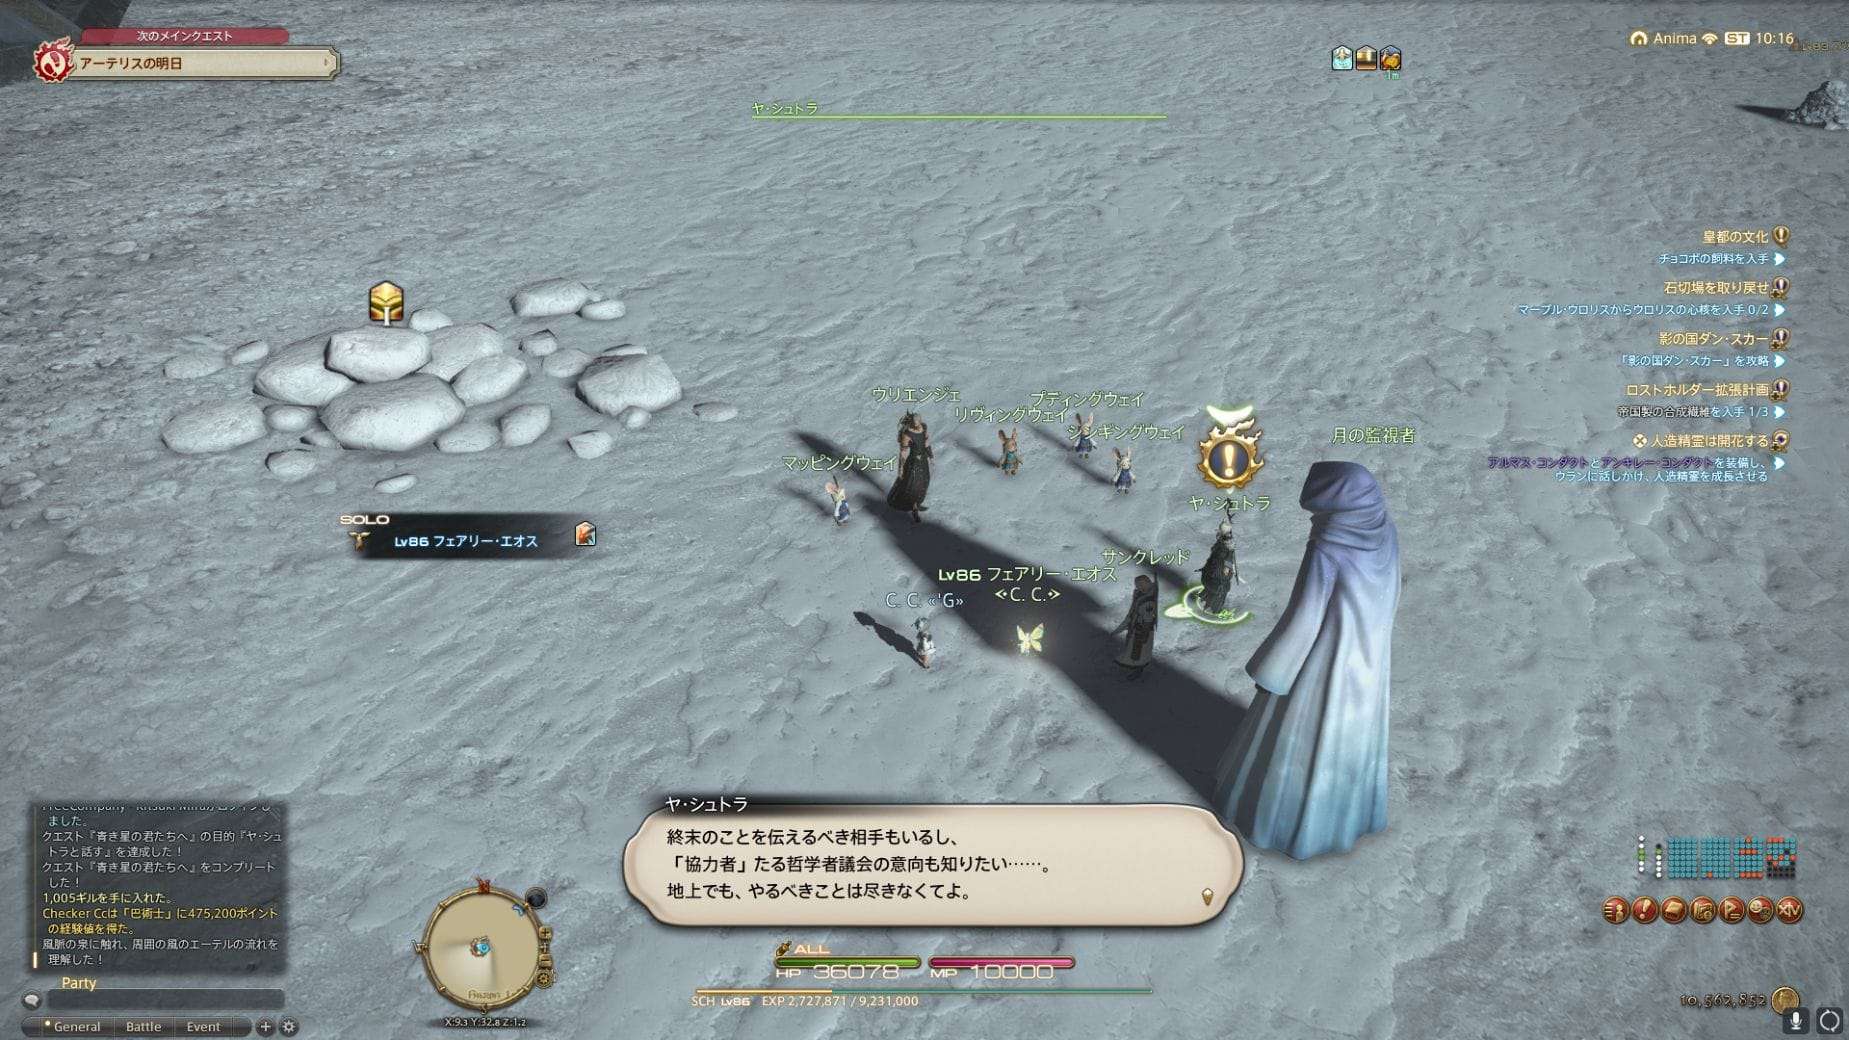 次のメインクエスト
アーテリスの明日
Anima ST 10:16
1m
ヤ・シュトラ
皇都の文化
チョコボの飼料を入手
石切場を取り戻せ
マーブル・ウロリスからウロリスの心核を入手 0/2
影の国ダン・スカー
「影の国ダン・スカー」を攻略
ロストホルダー拡張計画
帝国製の合成繊維を入手 1/3
人造精霊は開花する
アルマス・コンダクトとアンキレー・コンダクトを装備し、
ウランに話しかけ、人造精霊を成長させる
ウリエンジェ
プディングウェイ
リヴィングウェイ
シンギングウェイ
月の監視者
マッピングウェイ
ヤ・シュトラ
SOLO
Lv86 フェアリー・エオス
サンクレッド
Lv86 フェアリー・エオス
C. C. «'G»
<C. C.>
ヤ・シュトラ
終末のことを伝えるべき相手もいるし、
「協力者」たる哲学者議会の意向も知りたい……。
地上でも、やるべきことは尽きなくてよ。
ました。
クエスト『青き星の君たちへ』の目的『ヤ・シュ
トラと話す』を達成した！
クエスト『青き星の君たちへ』をコンプリート
した！
1,005ギルを手に入れた。
Checker Ccは「巴術士」に475,200ポイント
の経験値を得た。
風脈の泉に触れ、周囲の風のエーテルの流れを
理解した！
Party
General Battle Event
X:9.3 Y:32.8 Z:1.2
ALL
HP 36078 MP 10000
SCH Lv86 EXP 2,727,871 / 9,231,000
10,562,852
XIV